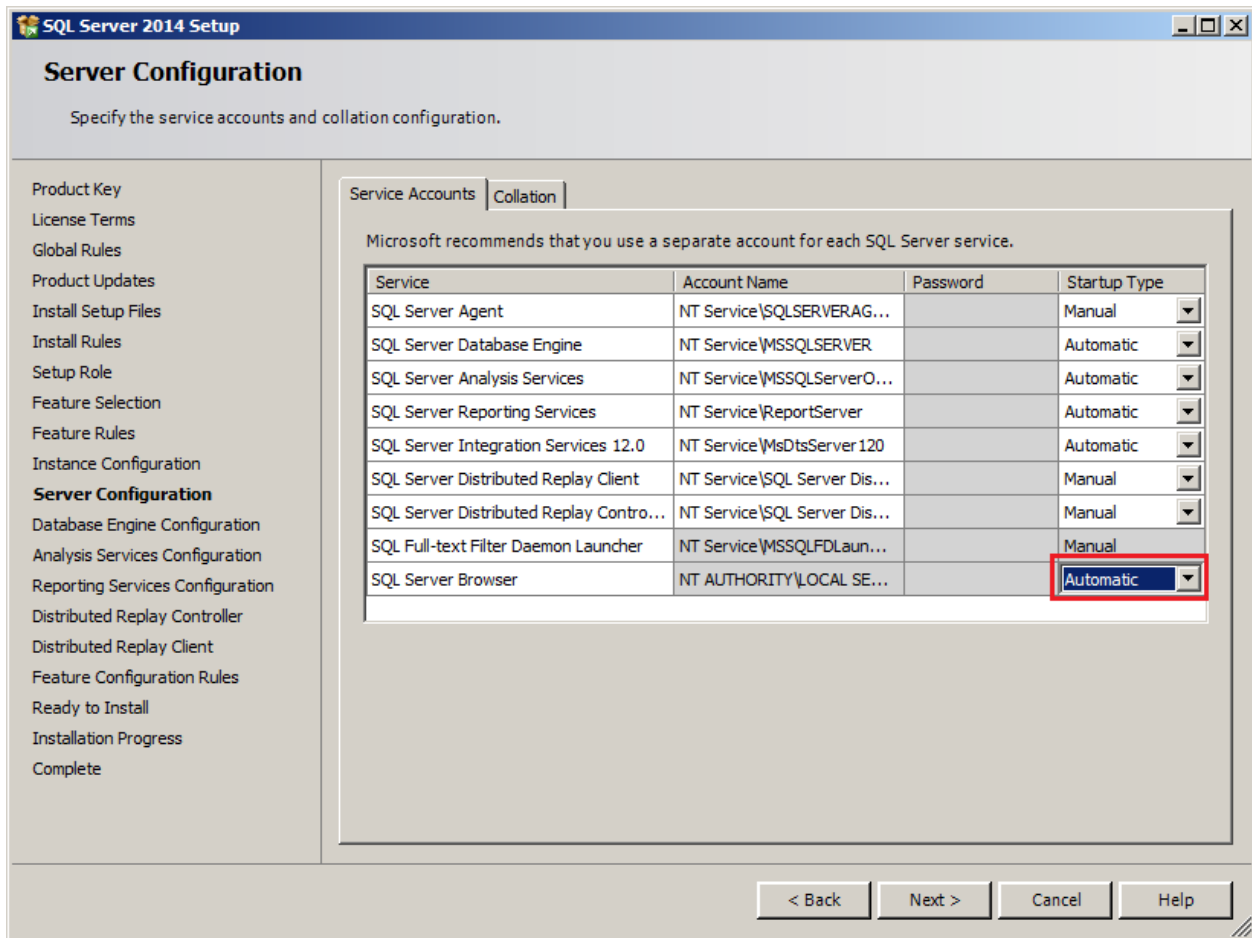 SQL Server 2014 Setup
Server Configuration
Specify the service accounts and collation configuration.
Product Key
License Terms
Global Rules
Product Updates
Install Setup Files
Install Rules
Setup Role
Feature Selection
Feature Rules
Instance Configuration
Server Configuration
Database Engine Configuration
Analysis Services Configuration
Reporting Services Configuration
Distributed Replay Controller
Distributed Replay Client
Feature Configuration Rules
Ready to Install
Installation Progress
Complete
Service Accounts Collation
Microsoft recommends that you use a separate account for each SQL Server service.
Service Account Name Password Startup Type
SQL Server Agent NT Service\SQLSERVERAG... Manual
SQL Server Database Engine NT Service\MSSQLSERVER Automatic
SQL Server Analysis Services NT Service\MSSQLServerO... Automatic
SQL Server Reporting Services NT Service\ReportServer Automatic
SQL Server Integration Services 12.0 NT Service\MsDtsServer120 Automatic
SQL Server Distributed Replay Client NT Service\SQL Server Dis... Manual
SQL Server Distributed Replay Contro... NT Service\SQL Server Dis... Manual
SQL Full-text Filter Daemon Launcher NT Service\MSSQLFDLaun... Manual
SQL Server Browser NT AUTHORITY\LOCAL SE... Automatic
< Back Next > Cancel Help